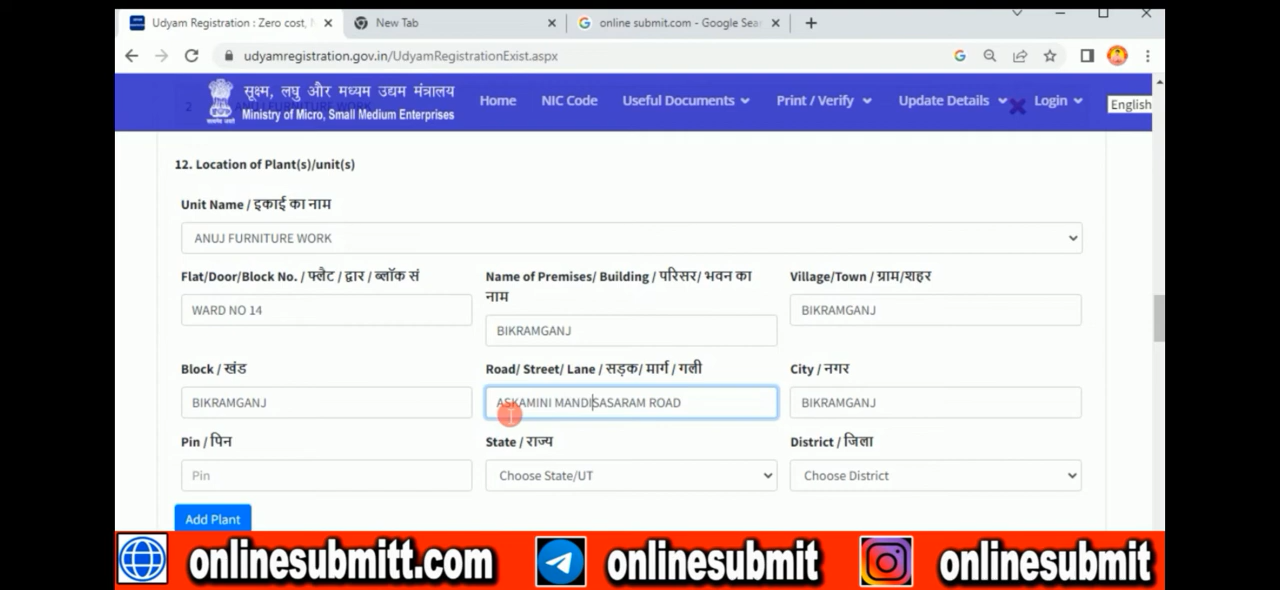 Udyam Registration : Zero cost,
New Tab
online submit.com - Google Sea
udyamregistration.gov.in/UdyamRegistrationExist.aspx
सूक्ष्म, लघु और मध्यम उद्यम मंत्रालय
Ministry of Micro, Small Medium Enterprises
Home
NIC Code
Useful Documents
Print / Verify
Update Details
Login
English
2
12. Location of Plant(s)/unit(s)
Unit Name / इकाई का नाम
ANUJ FURNITURE WORK
Flat/Door/Block No. / फ्लैट / द्वार / ब्लॉक सं
Name of Premises/ Building / परिसर/ भवन का
नाम
Village/Town / ग्राम/शहर
WARD NO 14
BIKRAMGANJ
BIKRAMGANJ
Block / खंड
Road/ Street/ Lane / सड़क/ मार्ग / गली
City / नगर
BIKRAMGANJ
ASKAMINI MANDISASARAM ROAD
BIKRAMGANJ
Pin / पिन
State / राज्य
District / जिला
Pin
Choose State/UT
Choose District
Add Plant
onlinesubmitt.com
onlinesubmit
onlinesubmit